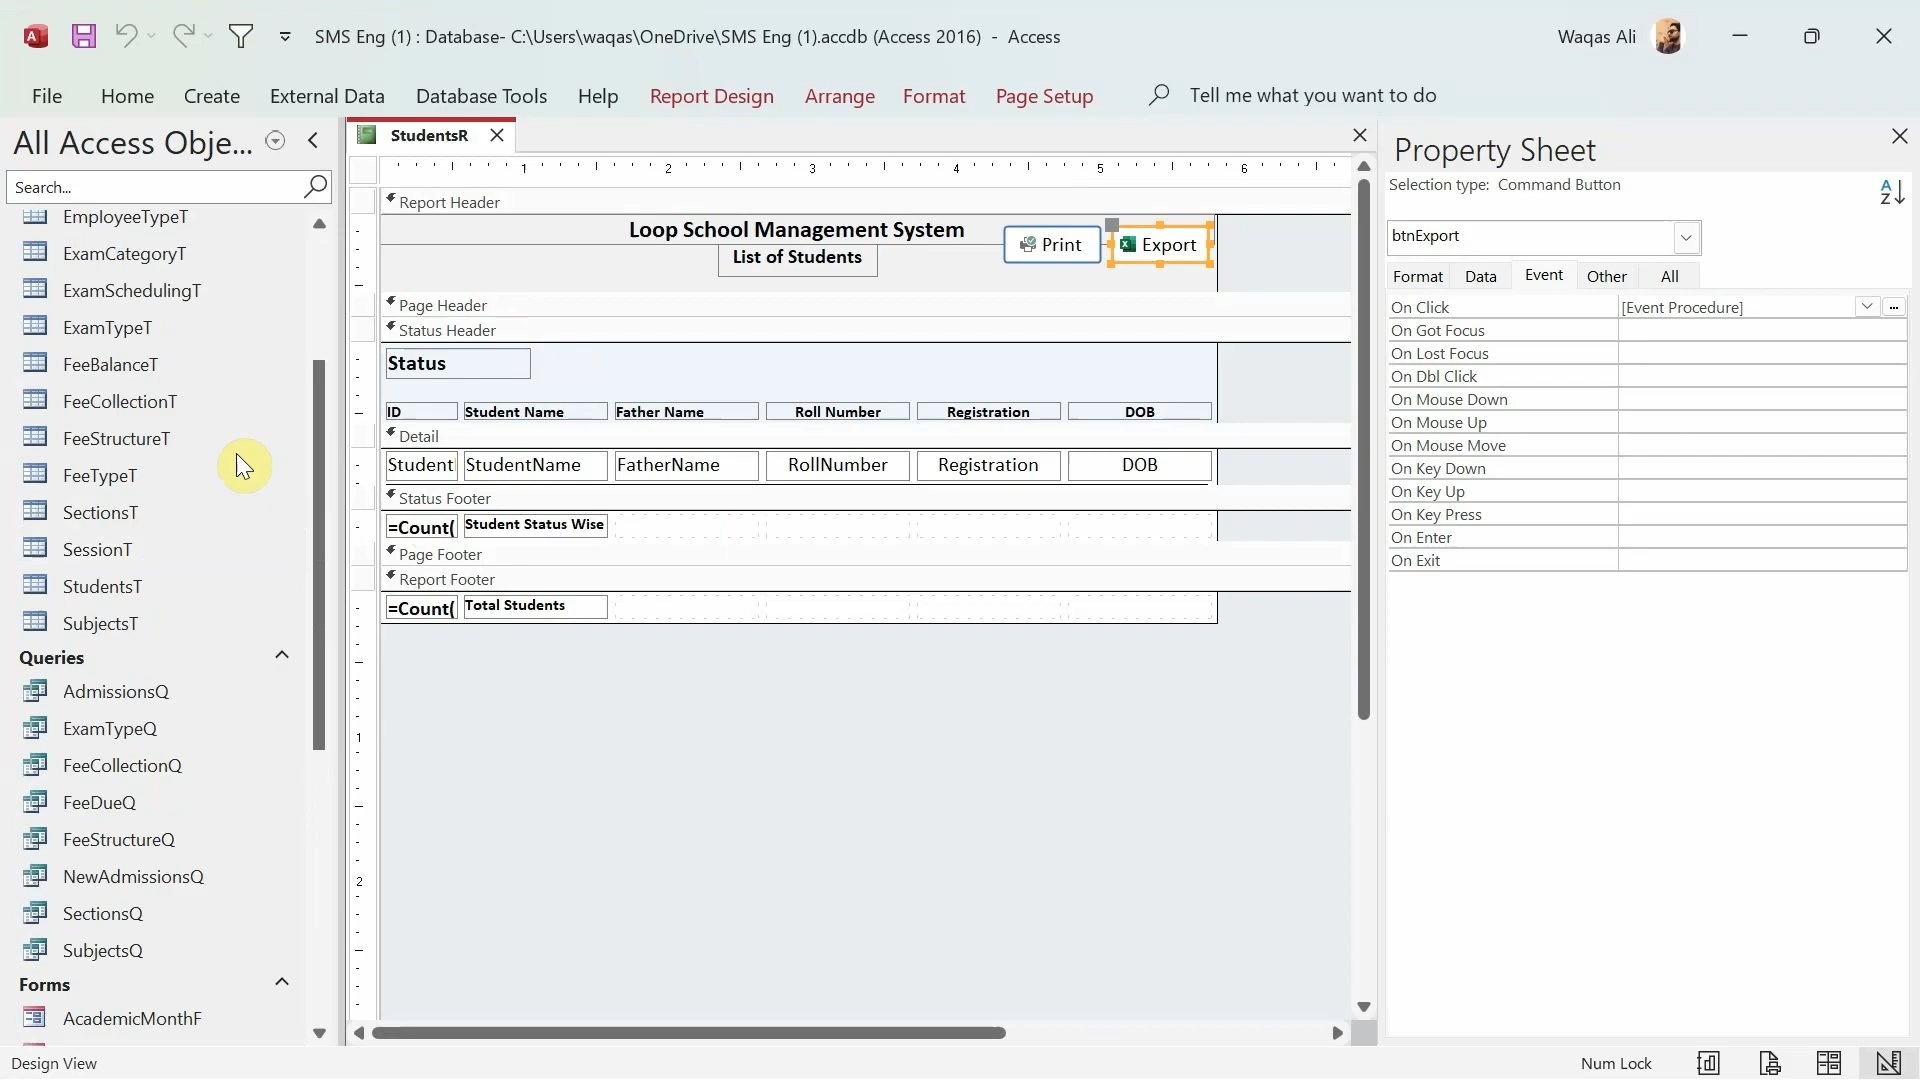 SMS Eng (1) : Database- C:\Users\waqas\OneDrive\SMS Eng (1).accdb (Access 2016)  -  Access
Waqas Ali
File
Home
Create
External Data
Database Tools
Help
Report Design
Arrange
Format
Page Setup
Tell me what you want to do
All Access Obje...
Search...
EmployeeTypeT
ExamCategoryT
ExamSchedulingT
ExamTypeT
FeeBalanceT
FeeCollectionT
FeeStructureT
FeeTypeT
SectionsT
SessionT
StudentsT
SubjectsT
Queries
AdmissionsQ
ExamTypeQ
FeeCollectionQ
FeeDueQ
FeeStructureQ
NewAdmissionsQ
SectionsQ
SubjectsQ
Forms
AcademicMonthF
StudentsR
1 2 3 4 5 6
Report Header
Loop School Management System
List of Students
Print
Export
Page Header
Status Header
Status
ID
Student Name
Father Name
Roll Number
Registration
DOB
Detail
Student
StudentName
FatherName
RollNumber
Registration
DOB
Status Footer
=Count(
Student Status Wise
Page Footer
Report Footer
=Count(
Total Students
1
2
Property Sheet
Selection type:  Command Button
btnExport
Format
Data
Event
Other
All
On Click
[Event Procedure]
On Got Focus
On Lost Focus
On Dbl Click
On Mouse Down
On Mouse Up
On Mouse Move
On Key Down
On Key Up
On Key Press
On Enter
On Exit
Design View
Num Lock